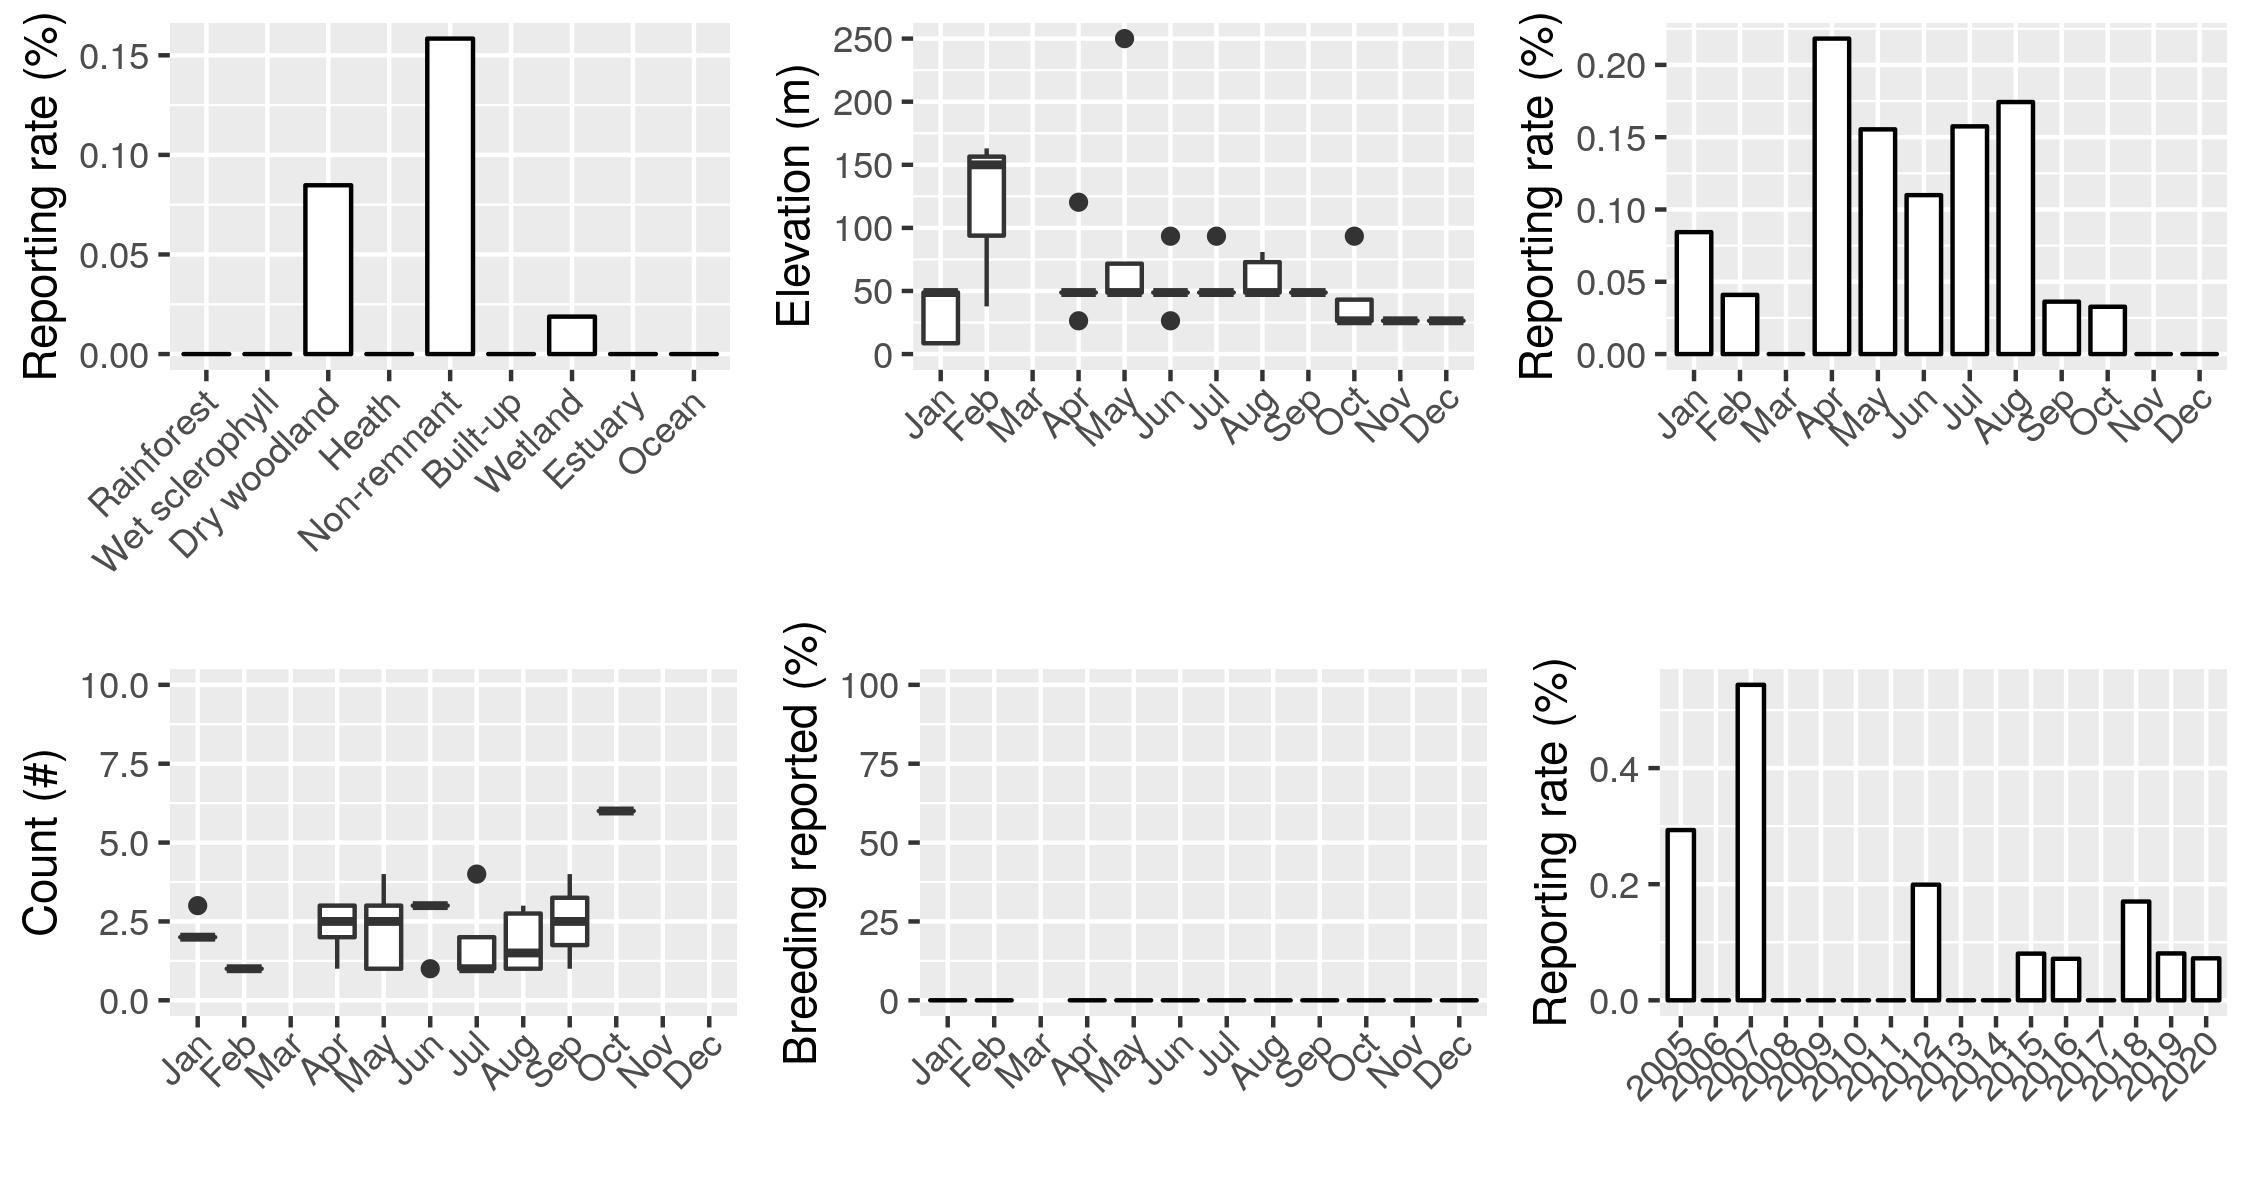 Reporting rate (%)
0.15
0.10
0.05
0.00
Rainforest
Wet sclerophyll
Dry woodland
Heath
Non-remnant
Built-up
Wetland
Estuary
Ocean
Elevation (m)
250
200
150
100
50
0
Jan
Feb
Mar
Apr
May
Jun
Jul
Aug
Sep
Oct
Nov
Dec
Reporting rate (%)
0.20
0.15
0.10
0.05
0.00
Jan
Feb
Mar
Apr
May
Jun
Jul
Aug
Sep
Oct
Nov
Dec
Count (#)
10.0
7.5
5.0
2.5
0.0
Jan
Feb
Mar
Apr
May
Jun
Jul
Aug
Sep
Oct
Nov
Dec
Breeding reported (%)
100
75
50
25
0
Jan
Feb
Mar
Apr
May
Jun
Jul
Aug
Sep
Oct
Nov
Dec
Reporting rate (%)
0.4
0.2
0.0
2005
2006
2007
2008
2009
2010
2011
2012
2013
2014
2015
2016
2017
2018
2019
2020